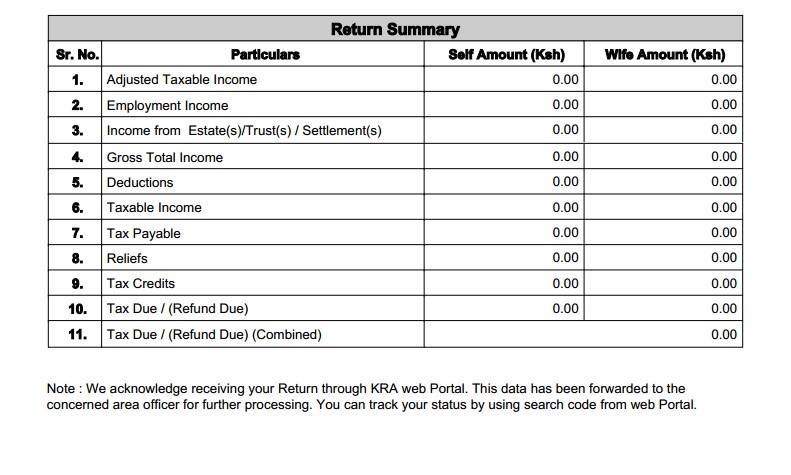 Return Summary
Sr. No. Particulars Self Amount (Ksh) Wife Amount (Ksh)
1. Adjusted Taxable Income 0.00 0.00
2. Employment Income 0.00 0.00
3. Income from Estate(s)/Trust(s) / Settlement(s) 0.00 0.00
4. Gross Total Income 0.00 0.00
5. Deductions 0.00 0.00
6. Taxable Income 0.00 0.00
7. Tax Payable 0.00 0.00
8. Reliefs 0.00 0.00
9. Tax Credits 0.00 0.00
10. Tax Due / (Refund Due) 0.00 0.00
11. Tax Due / (Refund Due) (Combined) 0.00
Note : We acknowledge receiving your Return through KRA web Portal. This data has been forwarded to the
concerned area officer for further processing. You can track your status by using search code from web Portal.